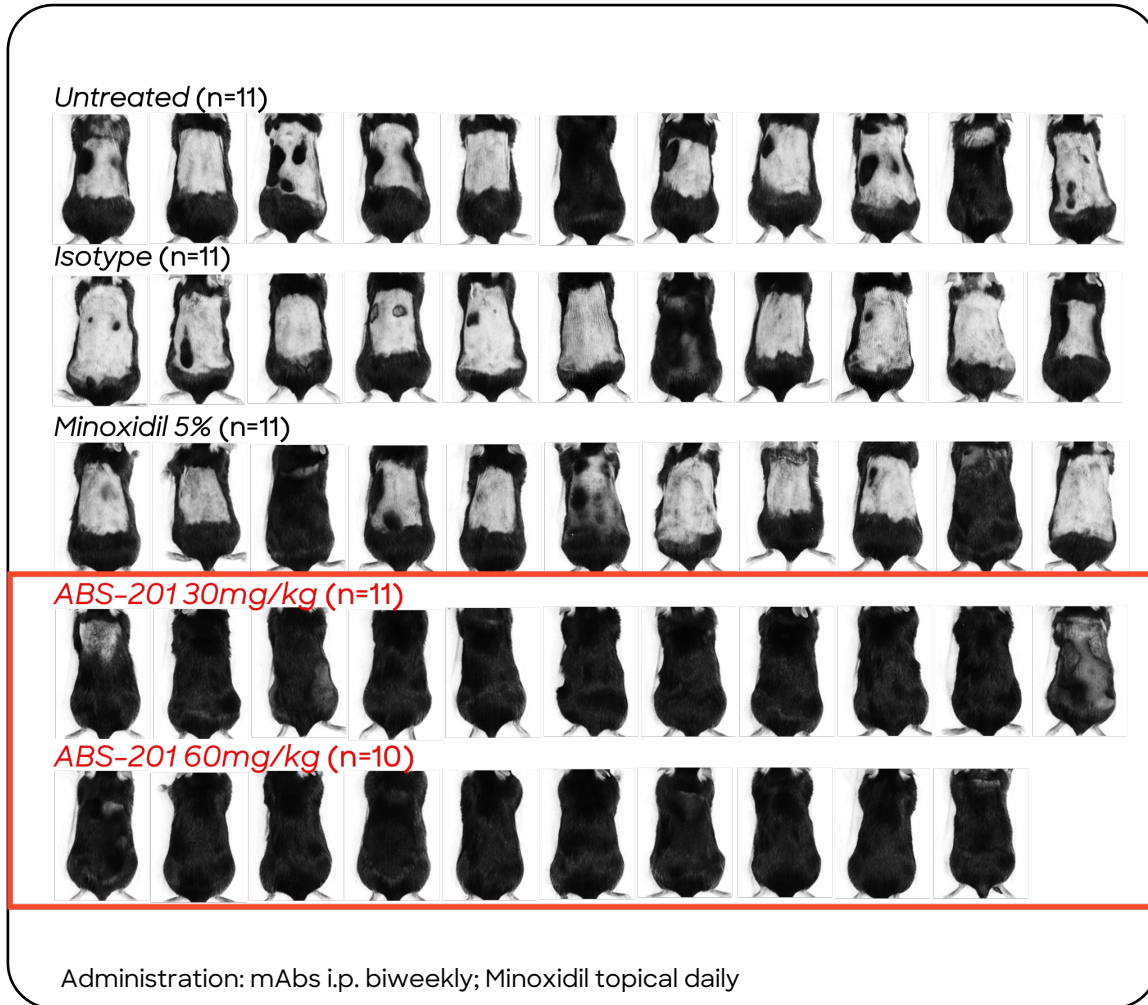 Untreated (n=11)
Isotype (n=11)
Minoxidil 5% (n=11)
ABS-201 30mg/kg (n=11)
ABS-201 60mg/kg (n=10)
Administration: mAbs i.p. biweekly; Minoxidil topical daily